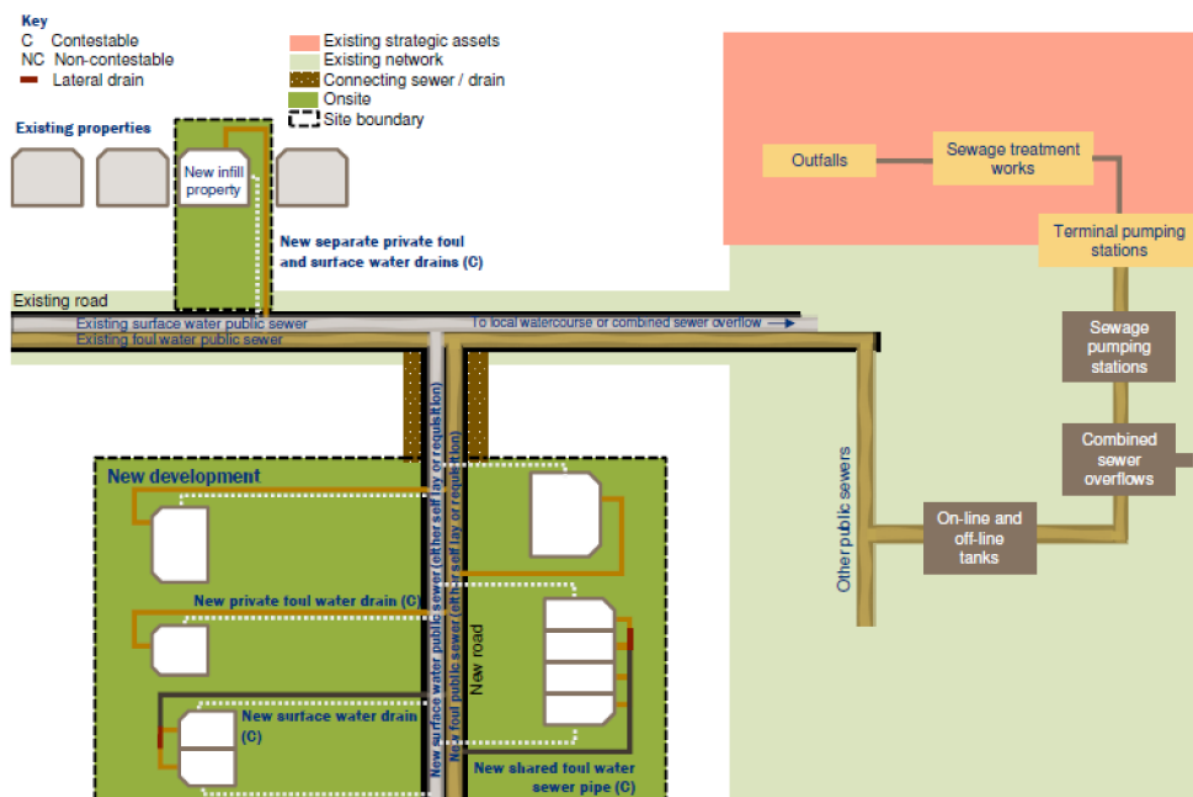 Key
C Contestable
NC Non-contestable
Lateral drain
Existing strategic assets
Existing network
Connecting sewer / drain
Onsite
Site boundary
Existing properties
New infill
property
New separate private foul
and surface water drains (C)
Outfalls
Sewage treatment
works
Terminal pumping
stations
Existing road
Existing surface water public sewer
To local watercourse or combined sewer overflow
Existing foul water public sewer
Sewage
pumping
stations
Combined
sewer
overflows
On-line and
off-line
tanks
Other public sewers
New development
New surface water public sewer (either self lay or requisition)
New foul public sewer (either self lay or requisition)
New road
New private foul water drain (C)
New surface water drain
(C)
New shared foul water
sewer pipe (C)